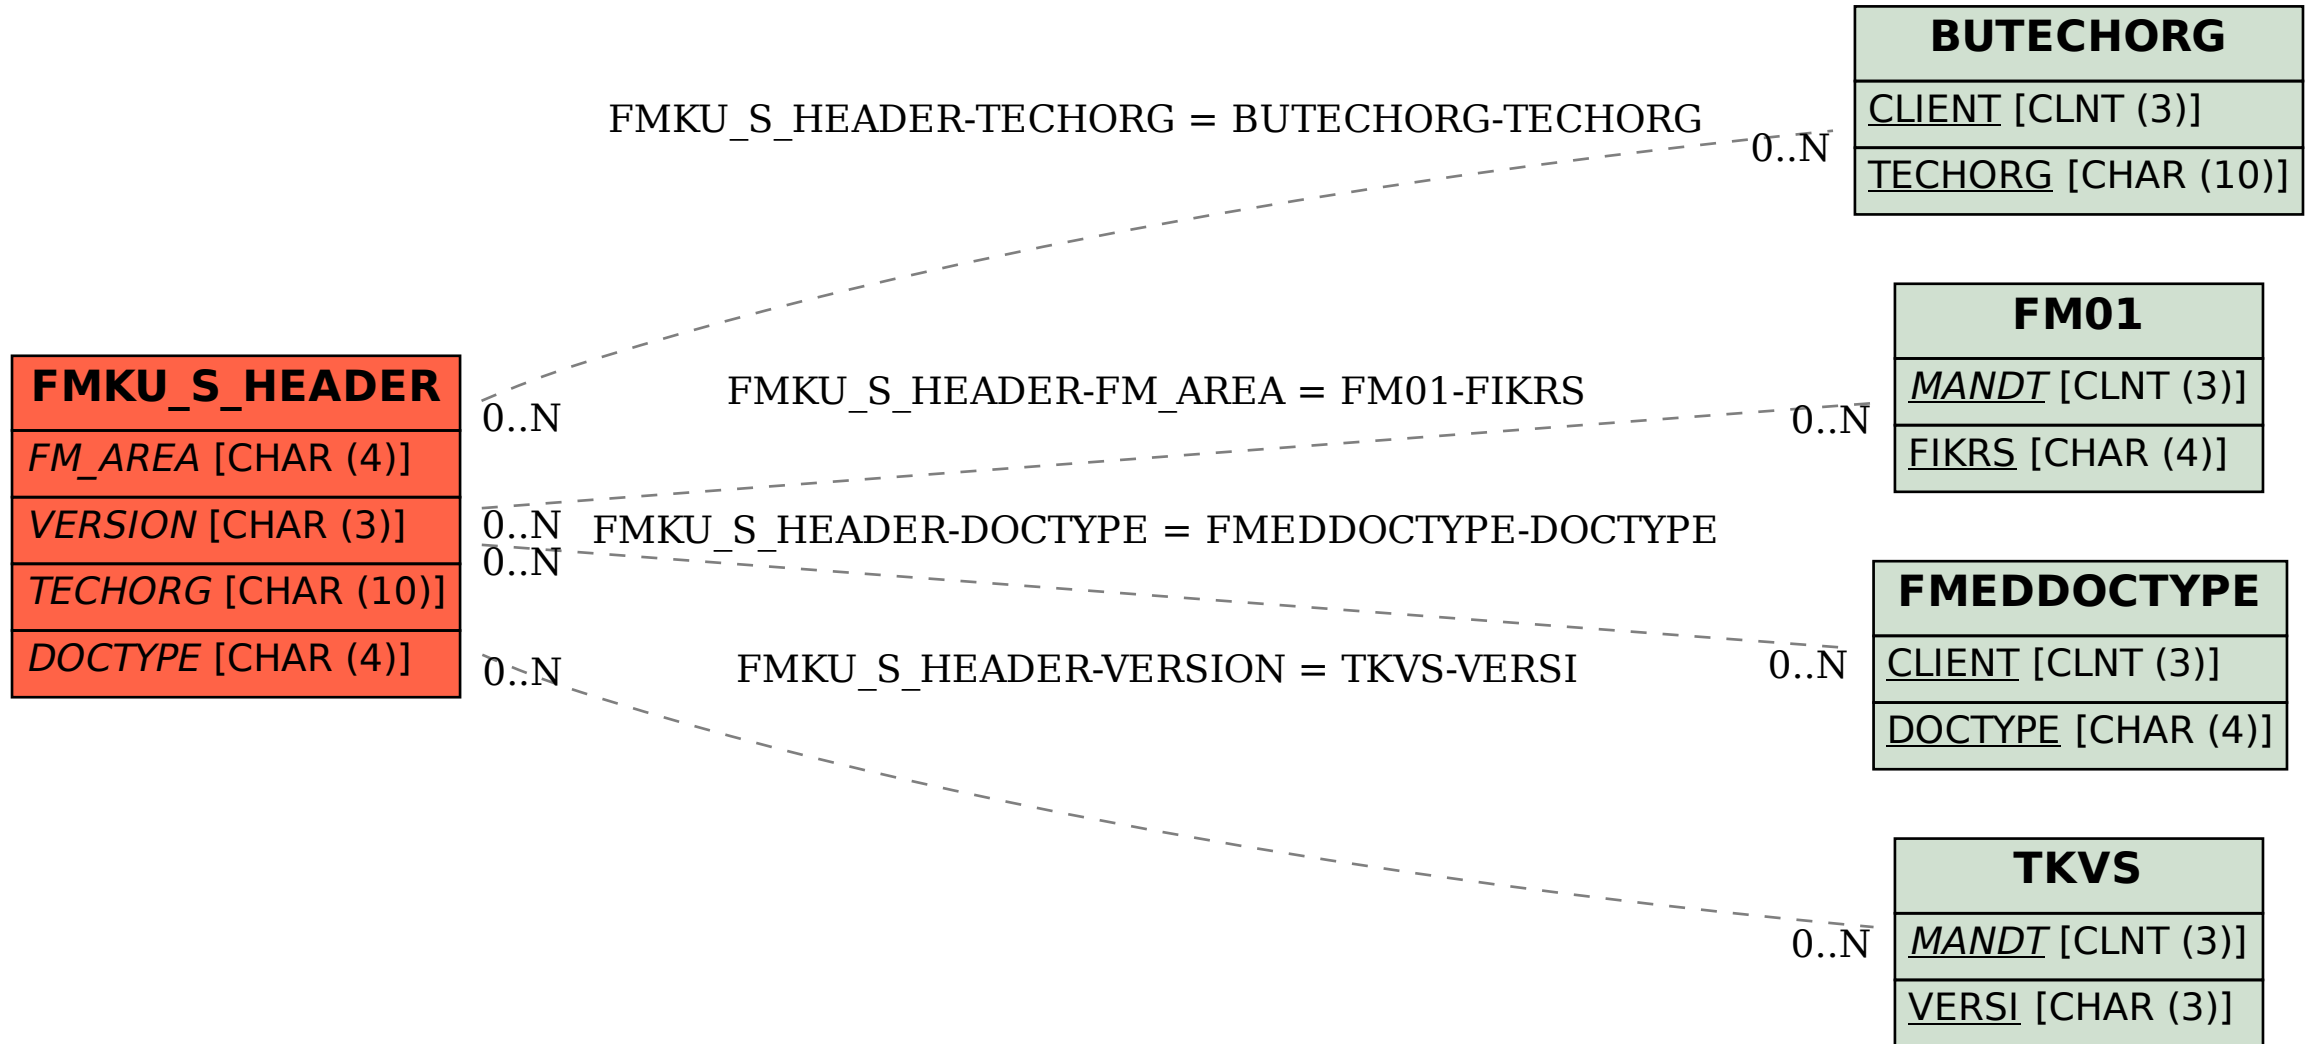 BUTECHORG
CLIENT [CLNT (3)]
TECHORG [CHAR (10)]
FMKU_S_HEADER-TECHORG = BUTECHORG-TECHORG
0..N
0..N
FM01
MANDT [CLNT (3)]
FIKRS [CHAR (4)]
FMKU_S_HEADER
FM_AREA [CHAR (4)]
VERSION [CHAR (3)]
TECHORG [CHAR (10)]
DOCTYPE [CHAR (4)]
FMKU_S_HEADER-FM_AREA = FM01-FIKRS
0..N
0..N
FMKU_S_HEADER-DOCTYPE = FMEDDOCTYPE-DOCTYPE
0..N
0..N
FMEDDOCTYPE
CLIENT [CLNT (3)]
DOCTYPE [CHAR (4)]
FMKU_S_HEADER-VERSION = TKVS-VERSI
0..N
0..N
TKVS
MANDT [CLNT (3)]
VERSI [CHAR (3)]